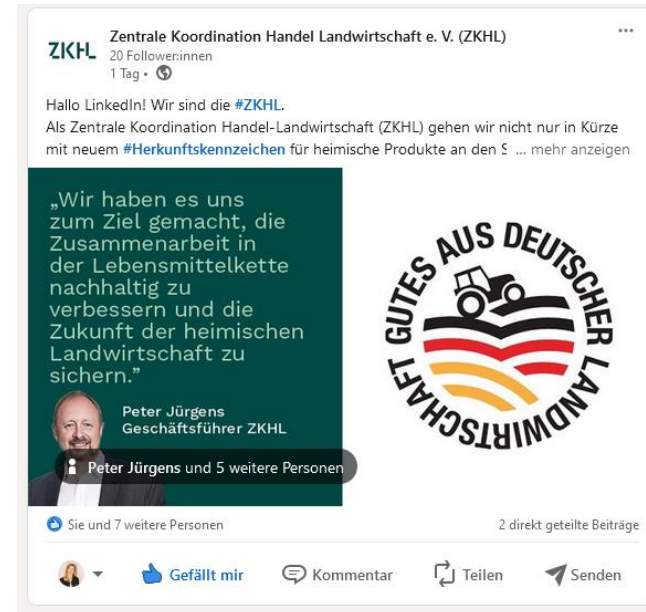 ZKHL
Zentrale Koordination Handel Landwirtschaft e. V. (ZKHL)
20 Follower:innen
1 Tag •
Hallo LinkedIn! Wir sind die #ZKHL.
Als Zentrale Koordination Handel-Landwirtschaft (ZKHL) gehen wir nicht nur in Kürze
mit neuem #Herkunftskennzeichen für heimische Produkte an den S ... mehr anzeigen
„Wir haben es uns
zum Ziel gemacht, die
Zusammenarbeit in
der Lebensmittelkette
nachhaltig zu
verbessern und die
Zukunft der heimischen
Landwirtschaft zu
sichern.”
Peter Jürgens
Geschäftsführer ZKHL
Peter Jürgens und 5 weitere Personen
GUTES AUS DEUTSCHER LANDWIRTSCHAFT
Sie und 7 weitere Personen
2 direkt geteilte Beiträge
Gefällt mir
Kommentar
Teilen
Senden